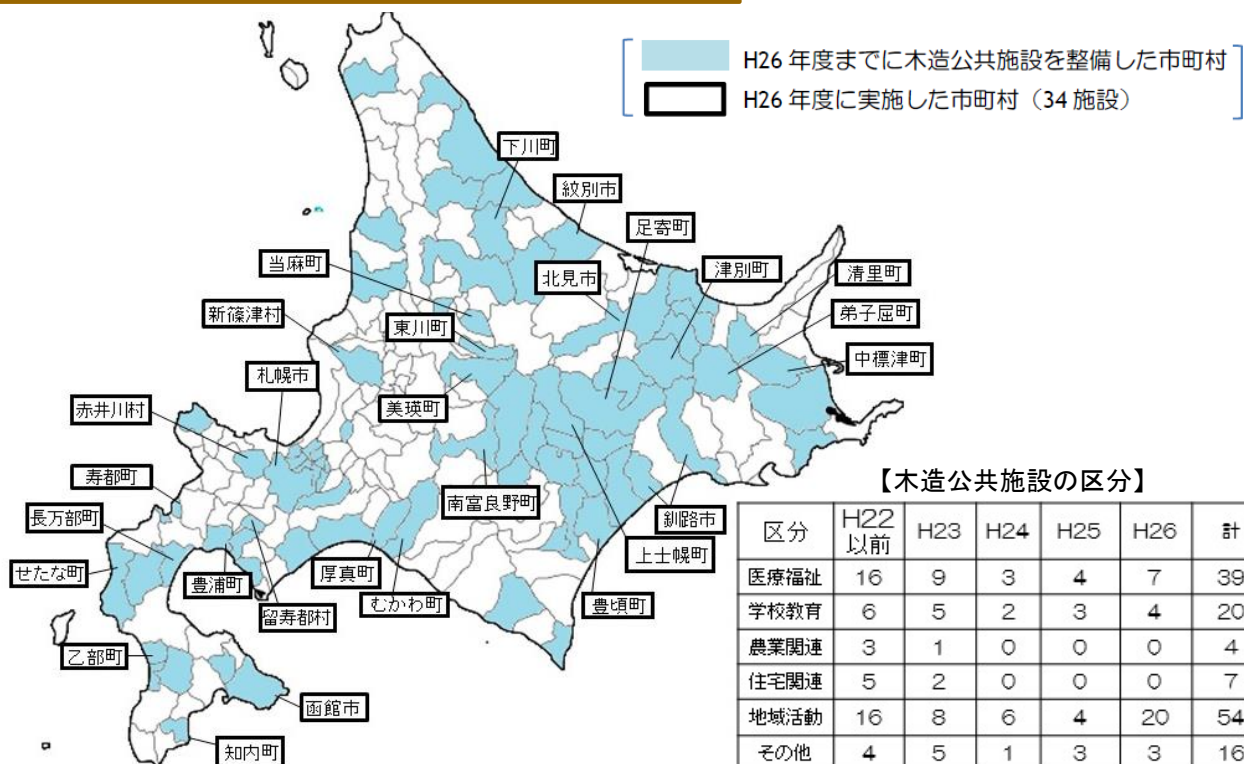 H26 年度までに木造公共施設を整備した市町村
H26 年度に実施した市町村（34 施設）
下川町
紋別市
足寄町
当麻町
北見市
津別町
清里町
新篠津村
東川町
弟子屈町
札幌市
中標津町
赤井川村
美瑛町
寿都町
南富良野町
釧路市
長万部町
上士幌町
せたな町
豊浦町
厚真町
むかわ町
豊頃町
留寿都村
乙部町
函館市
知内町
【木造公共施設の区分】
区分 H22以前 H23 H24 H25 H26 計
医療福祉 16 9 3 4 7 39
学校教育 6 5 2 3 4 20
農業関連 3 1 0 0 0 4
住宅関連 5 2 0 0 0 7
地域活動 16 8 6 4 20 54
その他 4 5 1 3 3 16